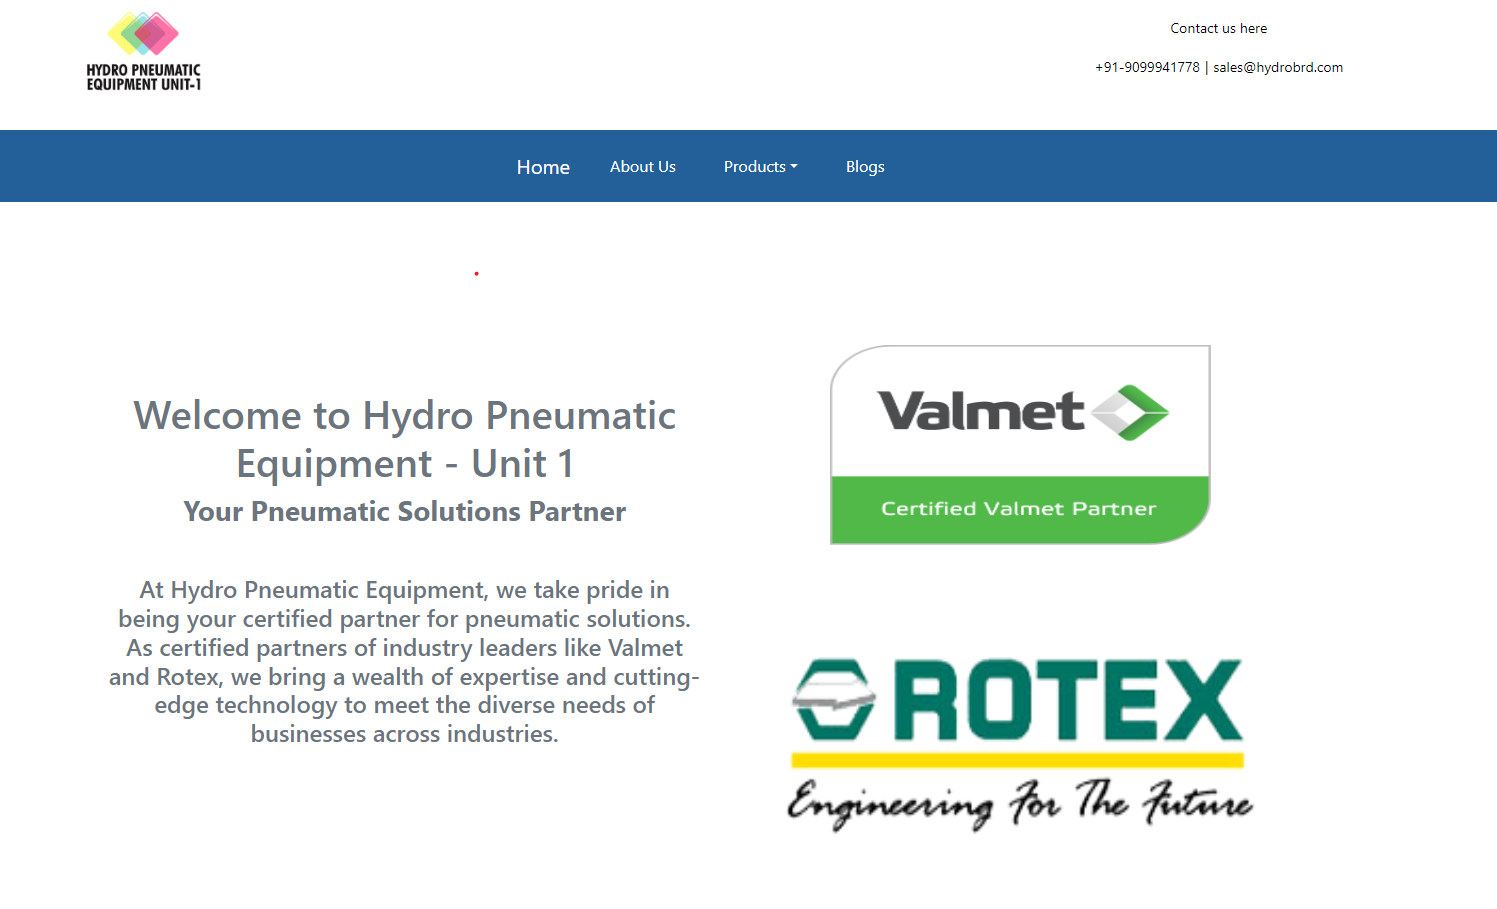 HYDRO PNEUMATIC
EQUIPMENT UNIT-1
Contact us here
+91-9099941778 | sales@hydrobrd.com
Home About Us Products Blogs
Welcome to Hydro Pneumatic
Equipment - Unit 1
Your Pneumatic Solutions Partner
At Hydro Pneumatic Equipment, we take pride in
being your certified partner for pneumatic solutions.
As certified partners of industry leaders like Valmet
and Rotex, we bring a wealth of expertise and cutting-
edge technology to meet the diverse needs of
businesses across industries.
Valmet
Certified Valmet Partner
ROTEX
Engineering For The Future